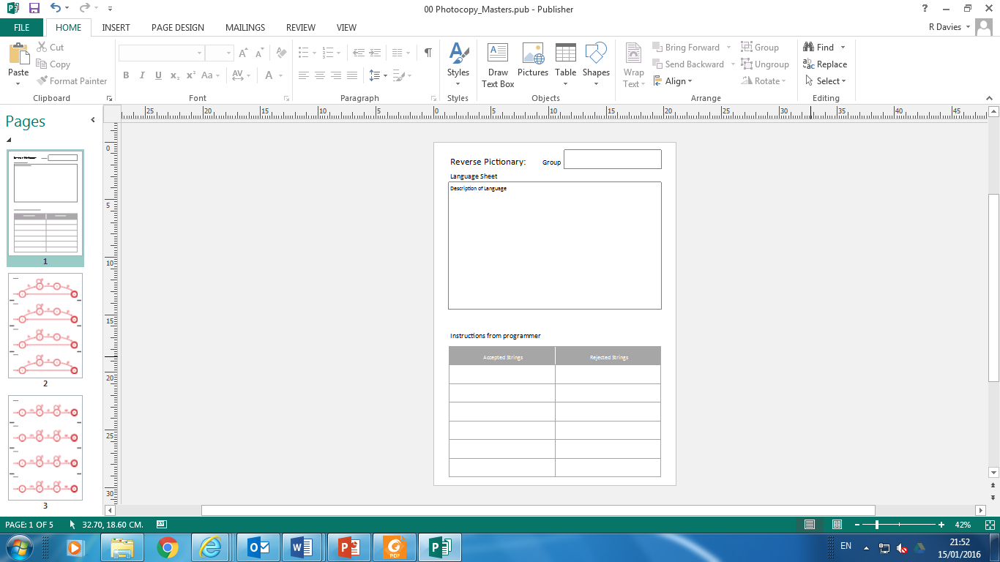 00 Photocopy_Masters.pub - Publisher
FILE HOME INSERT PAGE DESIGN MAILINGS REVIEW VIEW R Davies
Paste
Cut
Copy
Format Painter
Clipboard
B I U x₂ x² Aa AV A
Font
Paragraph
Styles
Styles
Draw Text Box
Pictures
Table
Shapes
Objects
Wrap Text
Bring Forward
Send Backward
Align
Group
Ungroup
Rotate
Arrange
Find
Replace
Select
Editing
Pages
25 20 15 10 5 0 5 10 15 20 25 30 35 40 45
0
5
10
15
20
25
30
1
2
3
Reverse Pictionary: Group
Language Sheet
Description of Language
Instructions from programmer
Accepted Strings Rejected Strings
PAGE: 1 OF 5 32.70, 18.60 CM. 42%
PDF
EN
21:52
15/01/2016